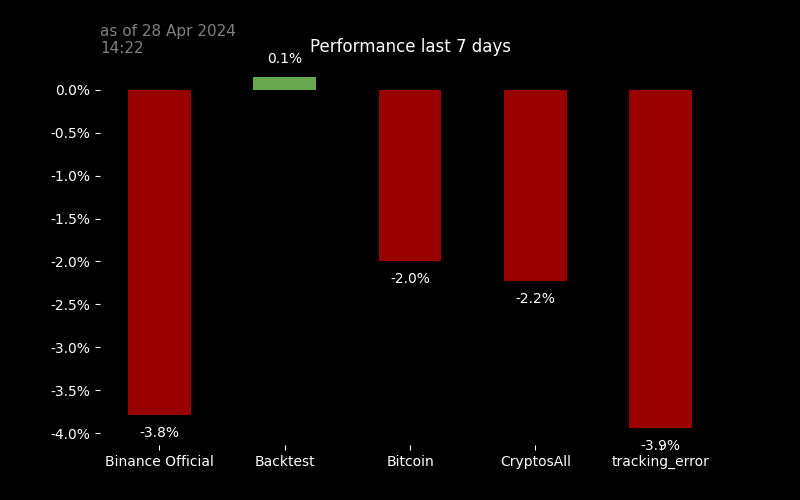 as of 28 Apr 2024
14:22
Performance last 7 days
0.1%
0.0%
-0.5%
-1.0%
-1.5%
-2.0%
-2.5%
-3.0%
-3.5%
-4.0%
-3.8%
-2.0%
-2.2%
-3.9%
Binance Official
Backtest
Bitcoin
CryptosAll
tracking_error